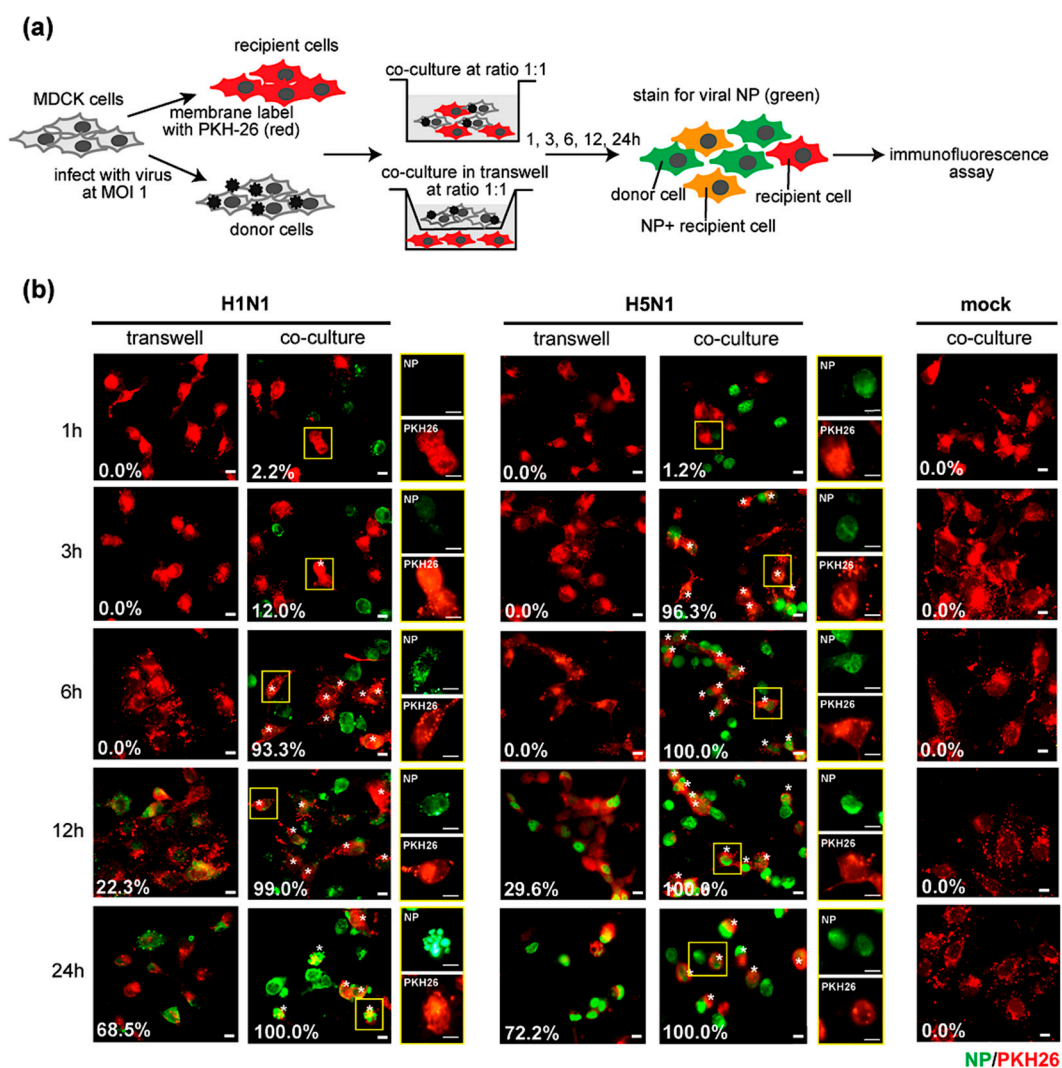 (a)
recipient cells
MDCK cells
membrane label
with PKH-26 (red)
infect with virus
at MOI 1
donor cells
co-culture at ratio 1:1
co-culture in transwell
at ratio 1:1
1, 3, 6, 12, 24h
stain for viral NP (green)
donor cell
recipient cell
NP+ recipient cell
immunofluorescence
assay
(b)
H1N1 H5N1 mock
transwell co-culture transwell co-culture co-culture
1h
0.0% 2.2% NP PKH26 0.0% 1.2% NP PKH26 0.0%
3h
0.0% 12.0% NP PKH26 0.0% 96.3% NP PKH26 0.0%
6h
0.0% 93.3% NP PKH26 0.0% 100.0% NP PKH26 0.0%
12h
22.3% 99.0% NP PKH26 29.6% 100.0% NP PKH26 0.0%
24h
68.5% 100.0% NP PKH26 72.2% 100.0% NP PKH26 0.0%
NP/PKH26